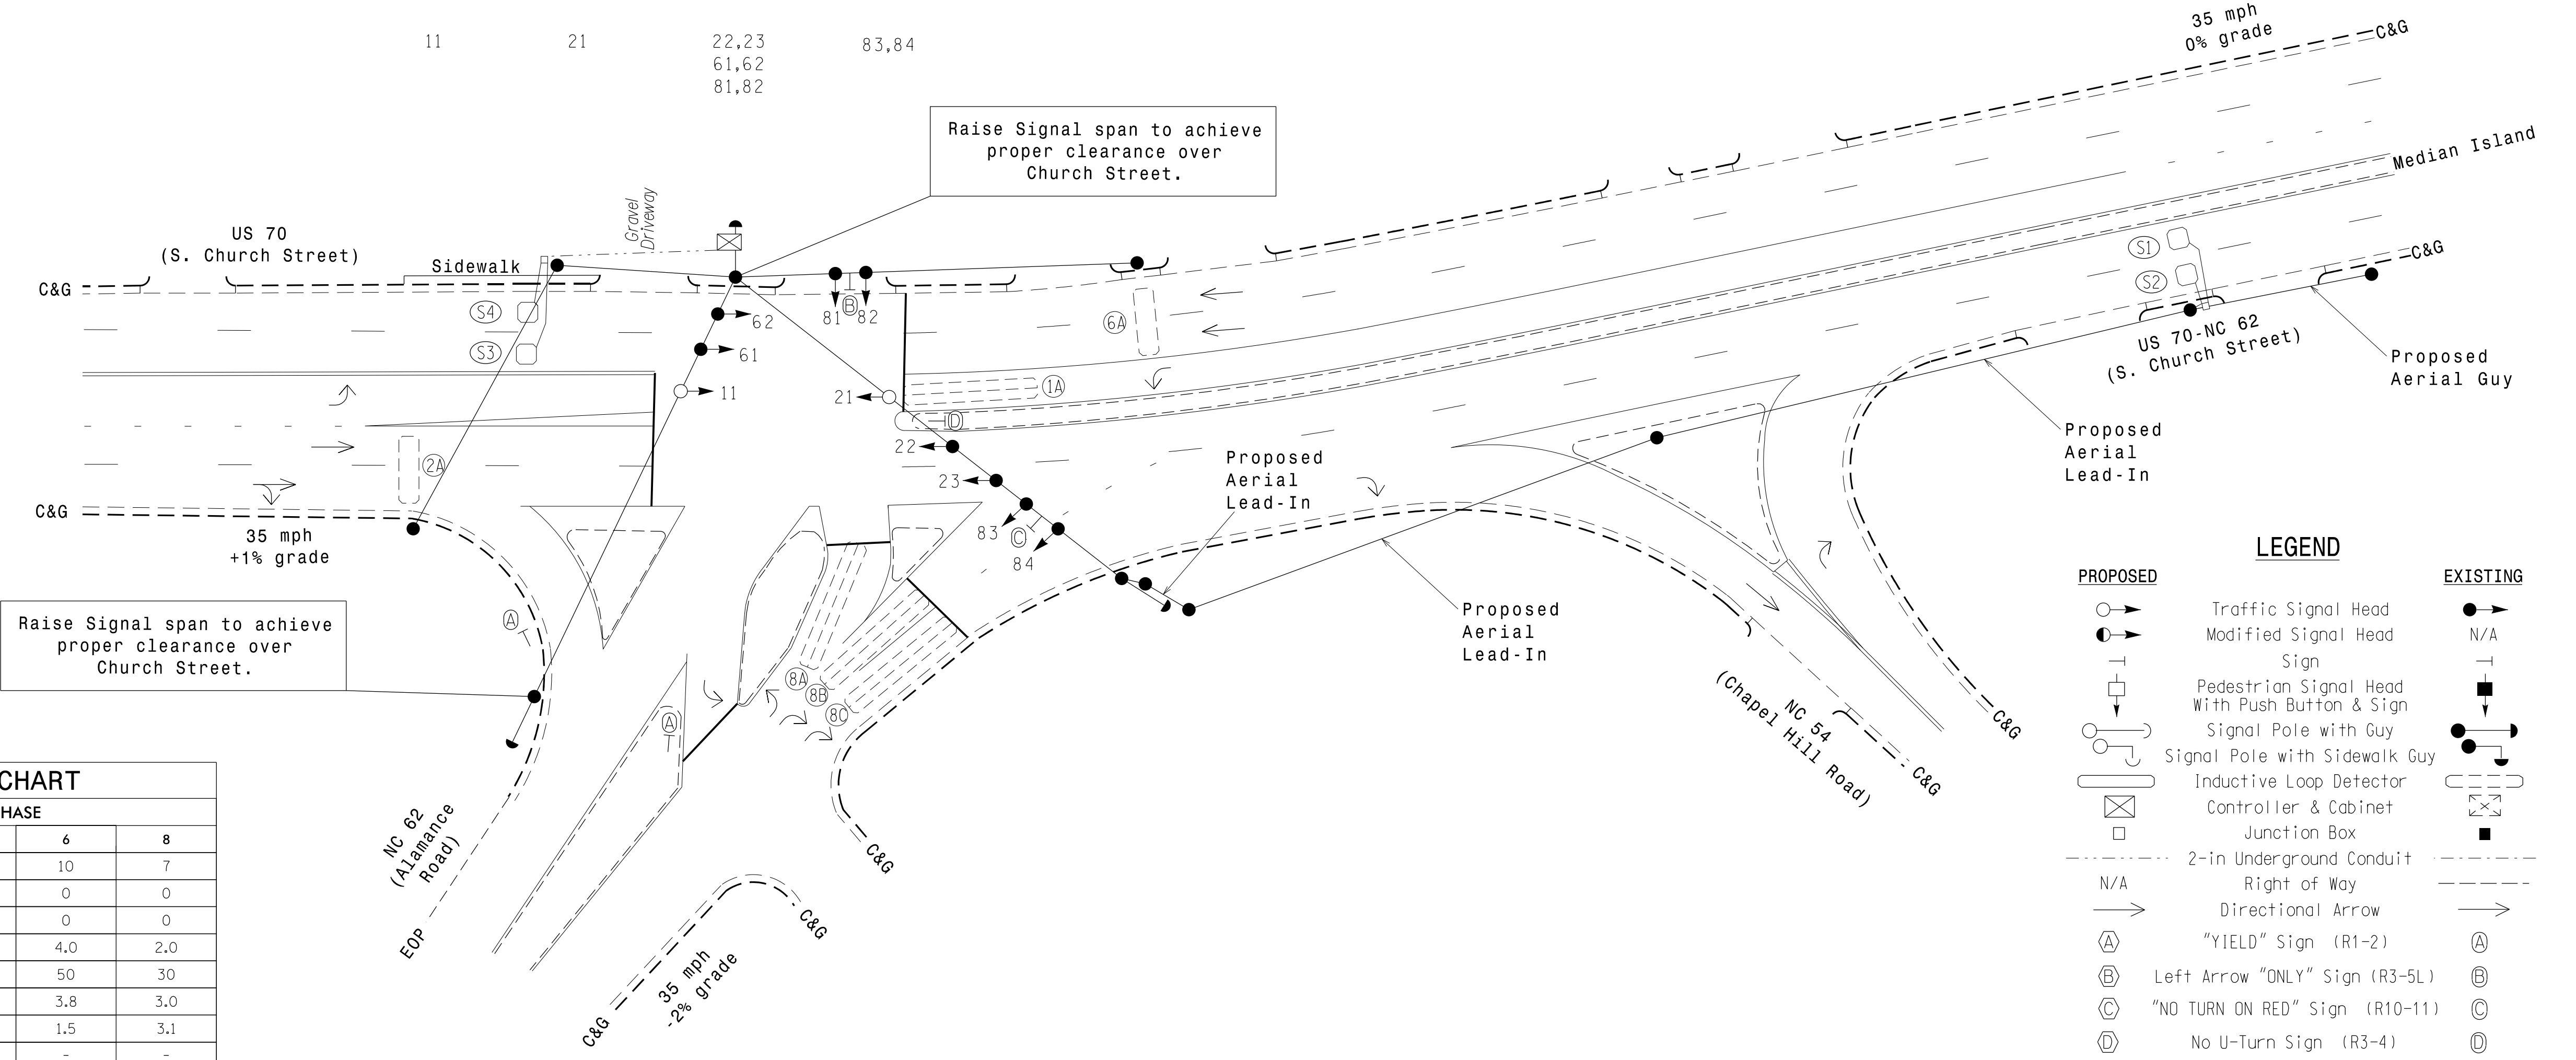 11 21 22,23 83,84
61,62
81,82
35 mph
0% grade
C&G
Median Island
Raise Signal span to achieve
proper clearance over
Church Street.
US 70
(S. Church Street)
Gravel
Driveway
Sidewalk
C&G
S4
S3
62
61
11
81
B
82
6A
1A
21
D
22
23
83
C
84
2A
C&G
35 mph
+1% grade
S1
S2
C&G
US 70-NC 62
(S. Church Street)
Proposed
Aerial Guy
Proposed
Aerial
Lead-In
Proposed
Aerial
Lead-In
Proposed
Aerial
Lead-In
Raise Signal span to achieve
proper clearance over
Church Street.
A
A
8A
8B
8C
NC 62
(Alamance
Road)
EOP
C&G
C&G
C&G
35 mph
-2% grade
NC 54
(Chapel Hill Road)
C&G
C&G
CHART
HASE
6 8
10 7
0 0
0 0
4.0 2.0
50 30
3.8 3.0
1.5 3.1
- -
LEGEND
PROPOSED EXISTING
Traffic Signal Head
Modified Signal Head N/A
Sign
Pedestrian Signal Head
With Push Button & Sign
Signal Pole with Guy
Signal Pole with Sidewalk Guy
Inductive Loop Detector
Controller & Cabinet
Junction Box
2-in Underground Conduit
N/A Right of Way
Directional Arrow
A "YIELD" Sign (R1-2) A
B Left Arrow "ONLY" Sign (R3-5L) B
C "NO TURN ON RED" Sign (R10-11) C
D No U-Turn Sign (R3-4) D